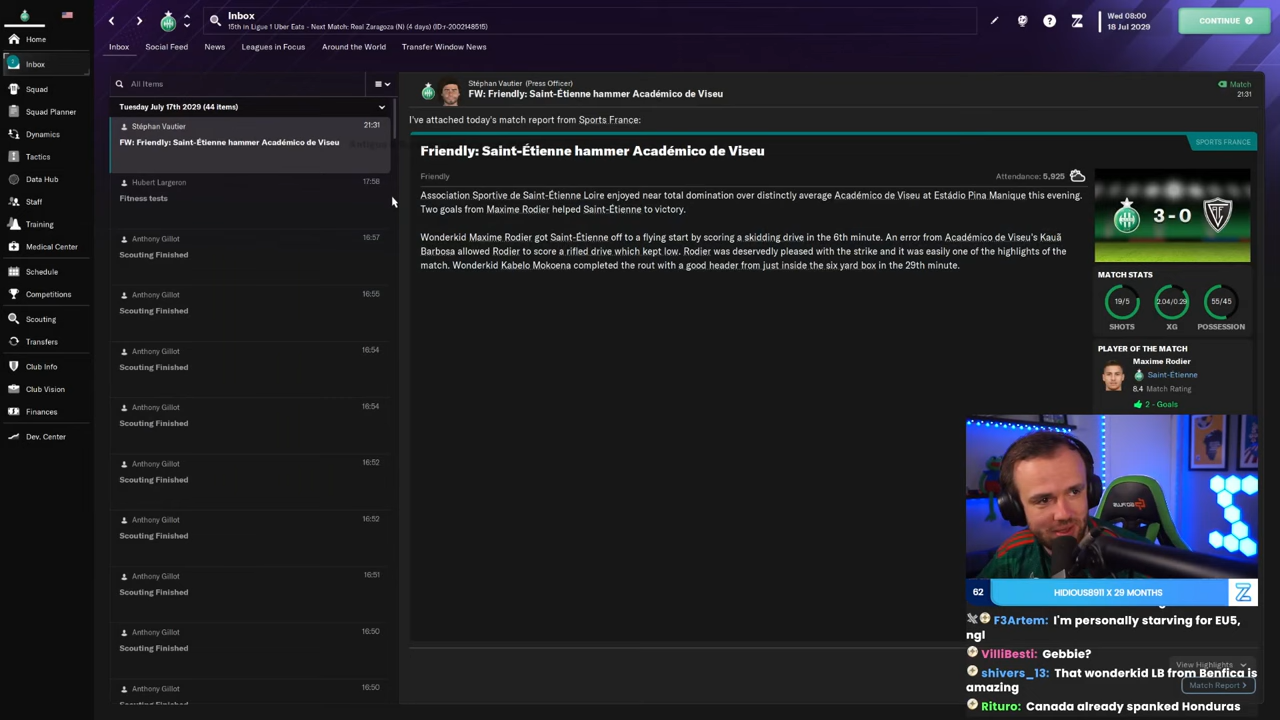 Inbox
15th in Ligue 1 Uber Eats - Next Match: Real Zaragoza (N) (4 days) (ID:r-2002148515)
Wed 08:00
18 Jul 2029
CONTINUE
Inbox
Social Feed
News
Leagues in Focus
Around the World
Transfer Window News
Home
Inbox
Squad
Squad Planner
Dynamics
Tactics
Data Hub
Staff
Training
Medical Center
Schedule
Competitions
Scouting
Transfers
Club Info
Club Vision
Finances
Dev. Center
All Items
Tuesday July 17th 2029 (44 items)
Stéphan Vautier
21:31
FW: Friendly: Saint-Étienne hammer Académico de Viseu
Hubert Largeron
17:58
Fitness tests
Anthony Gillot
16:57
Scouting Finished
Anthony Gillot
16:55
Scouting Finished
Anthony Gillot
16:54
Scouting Finished
Anthony Gillot
16:54
Scouting Finished
Anthony Gillot
16:52
Scouting Finished
Anthony Gillot
16:52
Scouting Finished
Anthony Gillot
16:51
Scouting Finished
Anthony Gillot
16:50
Scouting Finished
Anthony Gillot
16:50
Scouting Finished
Stéphan Vautier (Press Officer)
FW: Friendly: Saint-Étienne hammer Académico de Viseu
Match
21:31
I've attached today's match report from Sports France:
SPORTS FRANCE
Friendly: Saint-Étienne hammer Académico de Viseu
Friendly
Attendance: 5,925
Association Sportive de Saint-Étienne Loire enjoyed near total domination over distinctly average Académico de Viseu at Estádio Pina Manique this evening.
Two goals from Maxime Rodier helped Saint-Étienne to victory.
Wonderkid Maxime Rodier got Saint-Étienne off to a flying start by scoring a skidding drive in the 6th minute. An error from Académico de Viseu's Kauã
Barbosa allowed Rodier to score a rifled drive which kept low. Rodier was deservedly pleased with the strike and it was easily one of the highlights of the
match. Wonderkid Kabelo Mokoena completed the rout with a good header from just inside the six yard box in the 29th minute.
3 - 0
MATCH STATS
19/5
2.04/0.29
55/45
SHOTS
XG
POSSESSION
PLAYER OF THE MATCH
Maxime Rodier
Saint-Étienne
8.4 Match Rating
2 - Goals
62
HIDIOUS8911 X 29 MONTHS
F3Artem: I'm personally starving for EU5,
ngl
VilliBesti: Gebbie?
shivers_13: That wonderkid LB from Benfica is
amazing
Rituro: Canada already spanked Honduras
View Highlights
Match Report